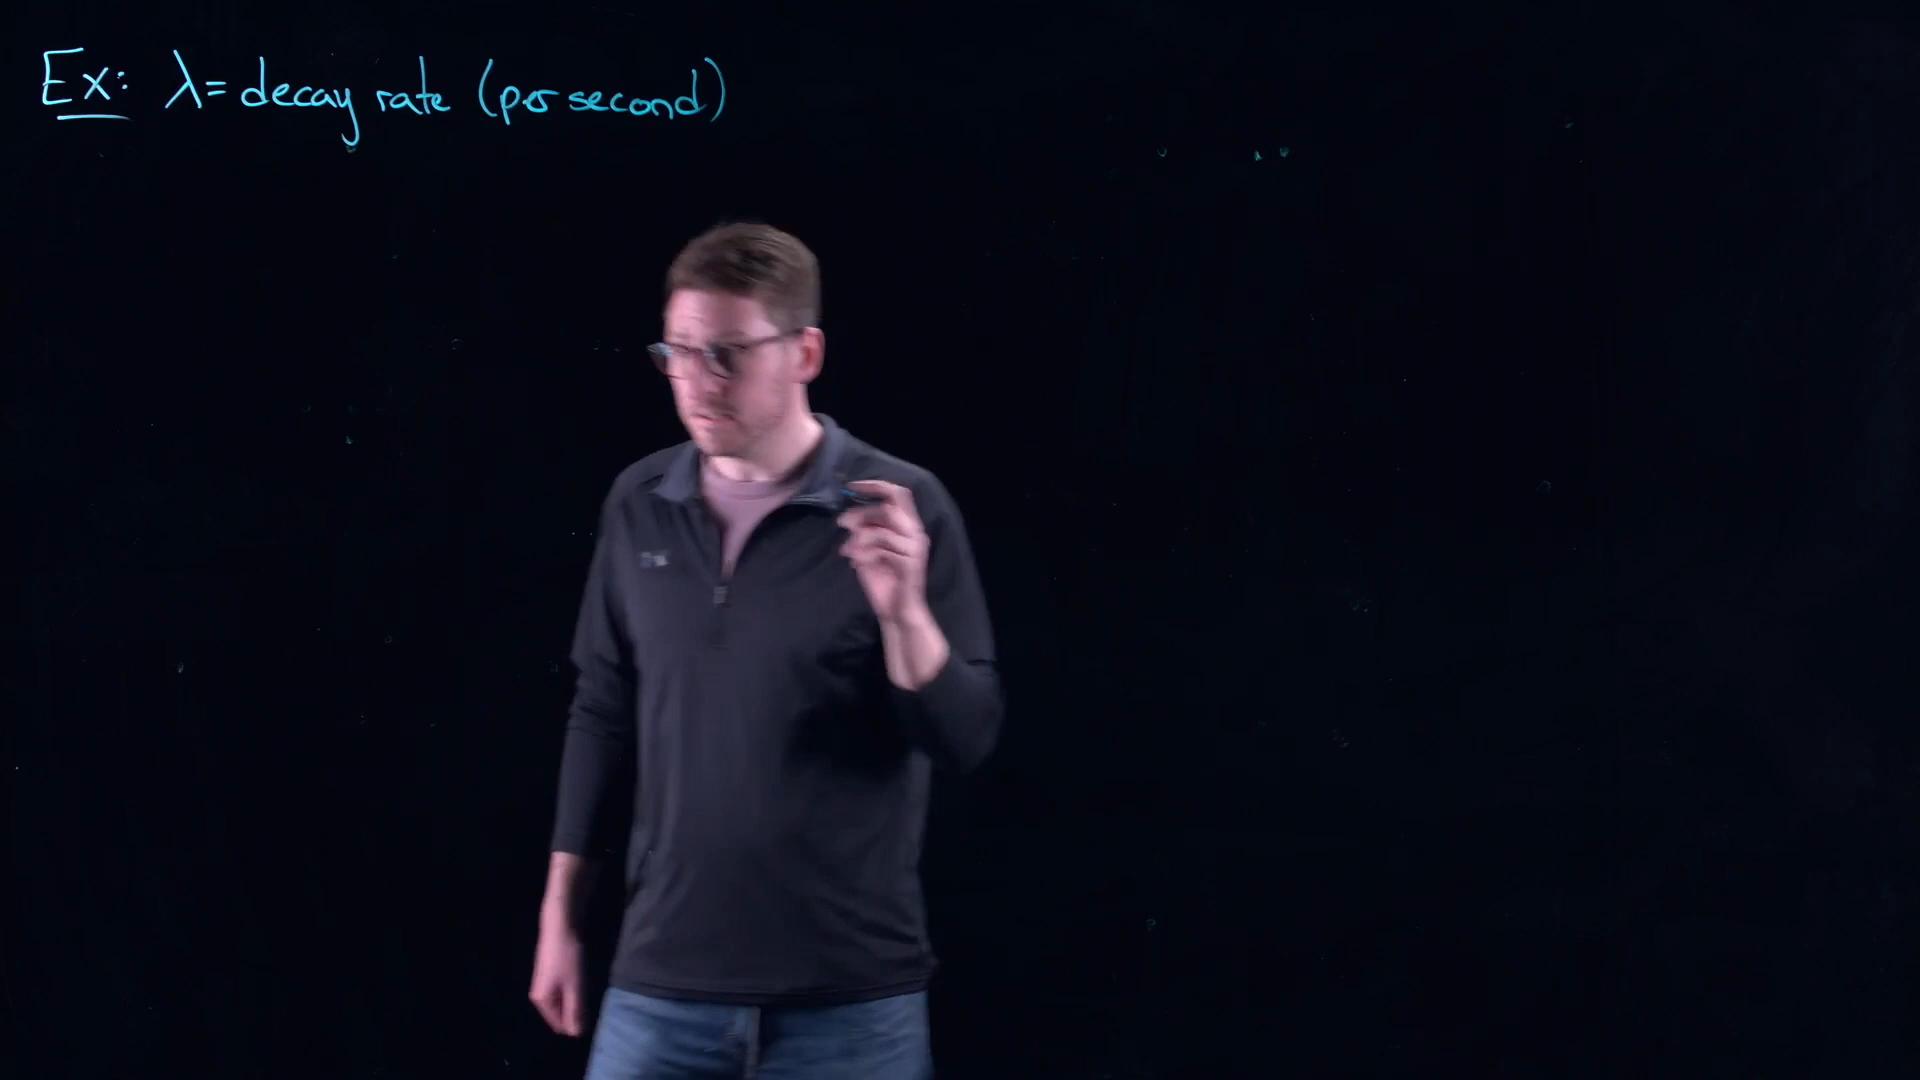 Ex: λ= decay rate (per second)